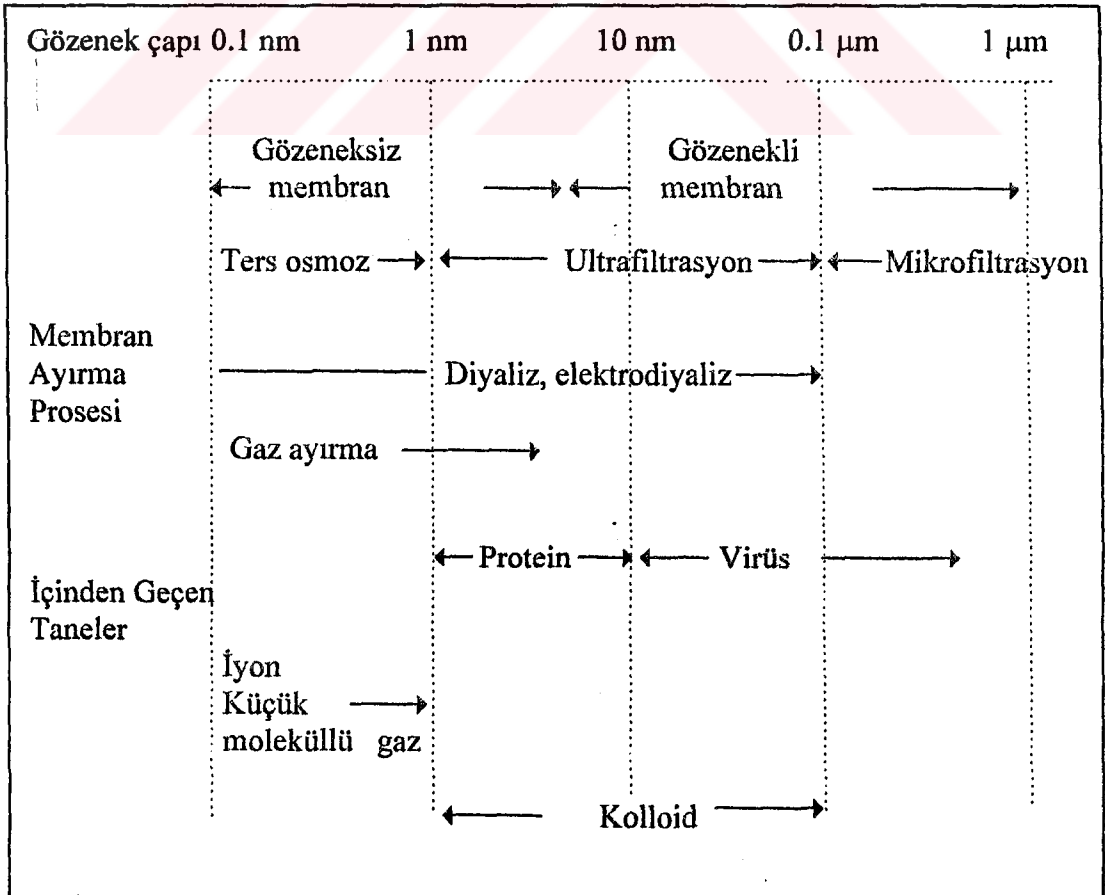 Gözenek çapı 0.1 nm 1 nm 10 nm 0.1 µm 1 µm
Gözeneksiz membran
Gözenekli membran
Ters osmoz Ultrafiltrasyon Mikrofiltrasyon
Membran
Ayırma
Prosesi
Diyaliz, elektrodiyaliz
Gaz ayırma
Protein Virüs
İçinden Geçen
Taneler
İyon
Küçük
moleküllü gaz
Kolloid